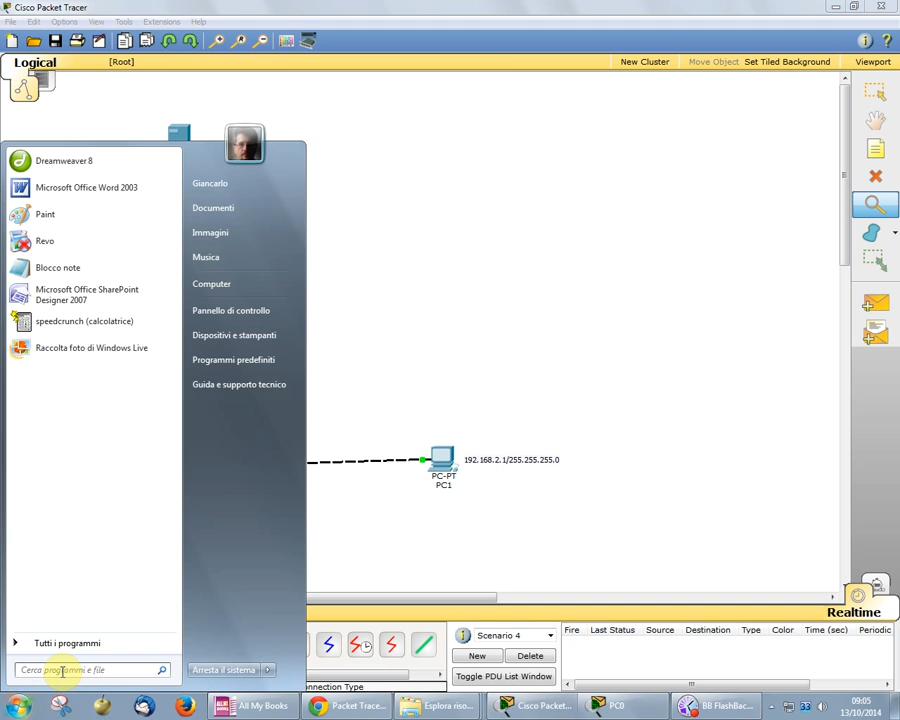 Cisco Packet Tracer
File Edit Options View Tools Extensions Help
Logical [Root] New Cluster Move Object Set Tiled Background Viewport
Dreamweaver 8
Microsoft Office Word 2003
Paint
Revo
Blocco note
Microsoft Office SharePoint
Designer 2007
speedcrunch (calcolatrice)
Raccolta foto di Windows Live
Tutti i programmi
Cerca programmi e file
Giancarlo
Documenti
Immagini
Musica
Computer
Pannello di controllo
Dispositivi e stampanti
Programmi predefiniti
Guida e supporto tecnico
Arresta il sistema
192.168.2.1/255.255.255.0
PC-PT
PC1
Realtime
Scenario 4
New Delete
Toggle PDU List Window
Fire Last Status Source Destination Type Color Time (sec) Periodic
nnection Type
All My Books
Packet Trace...
Esplora riso...
Cisco Packet...
PC0
BB FlashBac...
09:05
13/10/2014